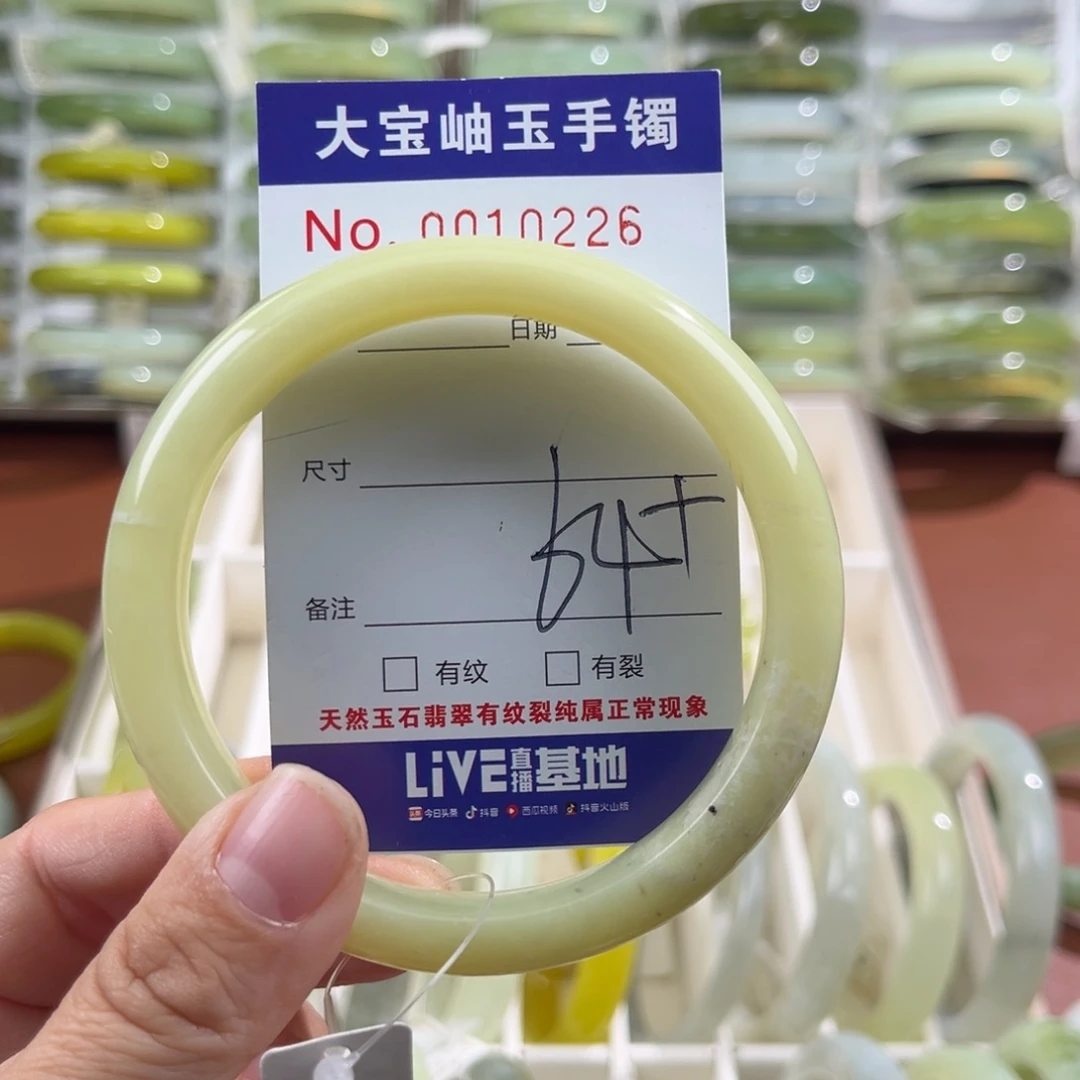 大宝岫玉手镯
No. 0010226
日期
尺寸
54+
备注
□ 有纹 □ 有裂
天然玉石翡翠有纹裂纯属正常现象
LiVE直播基地
今日头条 抖音 西瓜视频 抖音火山版